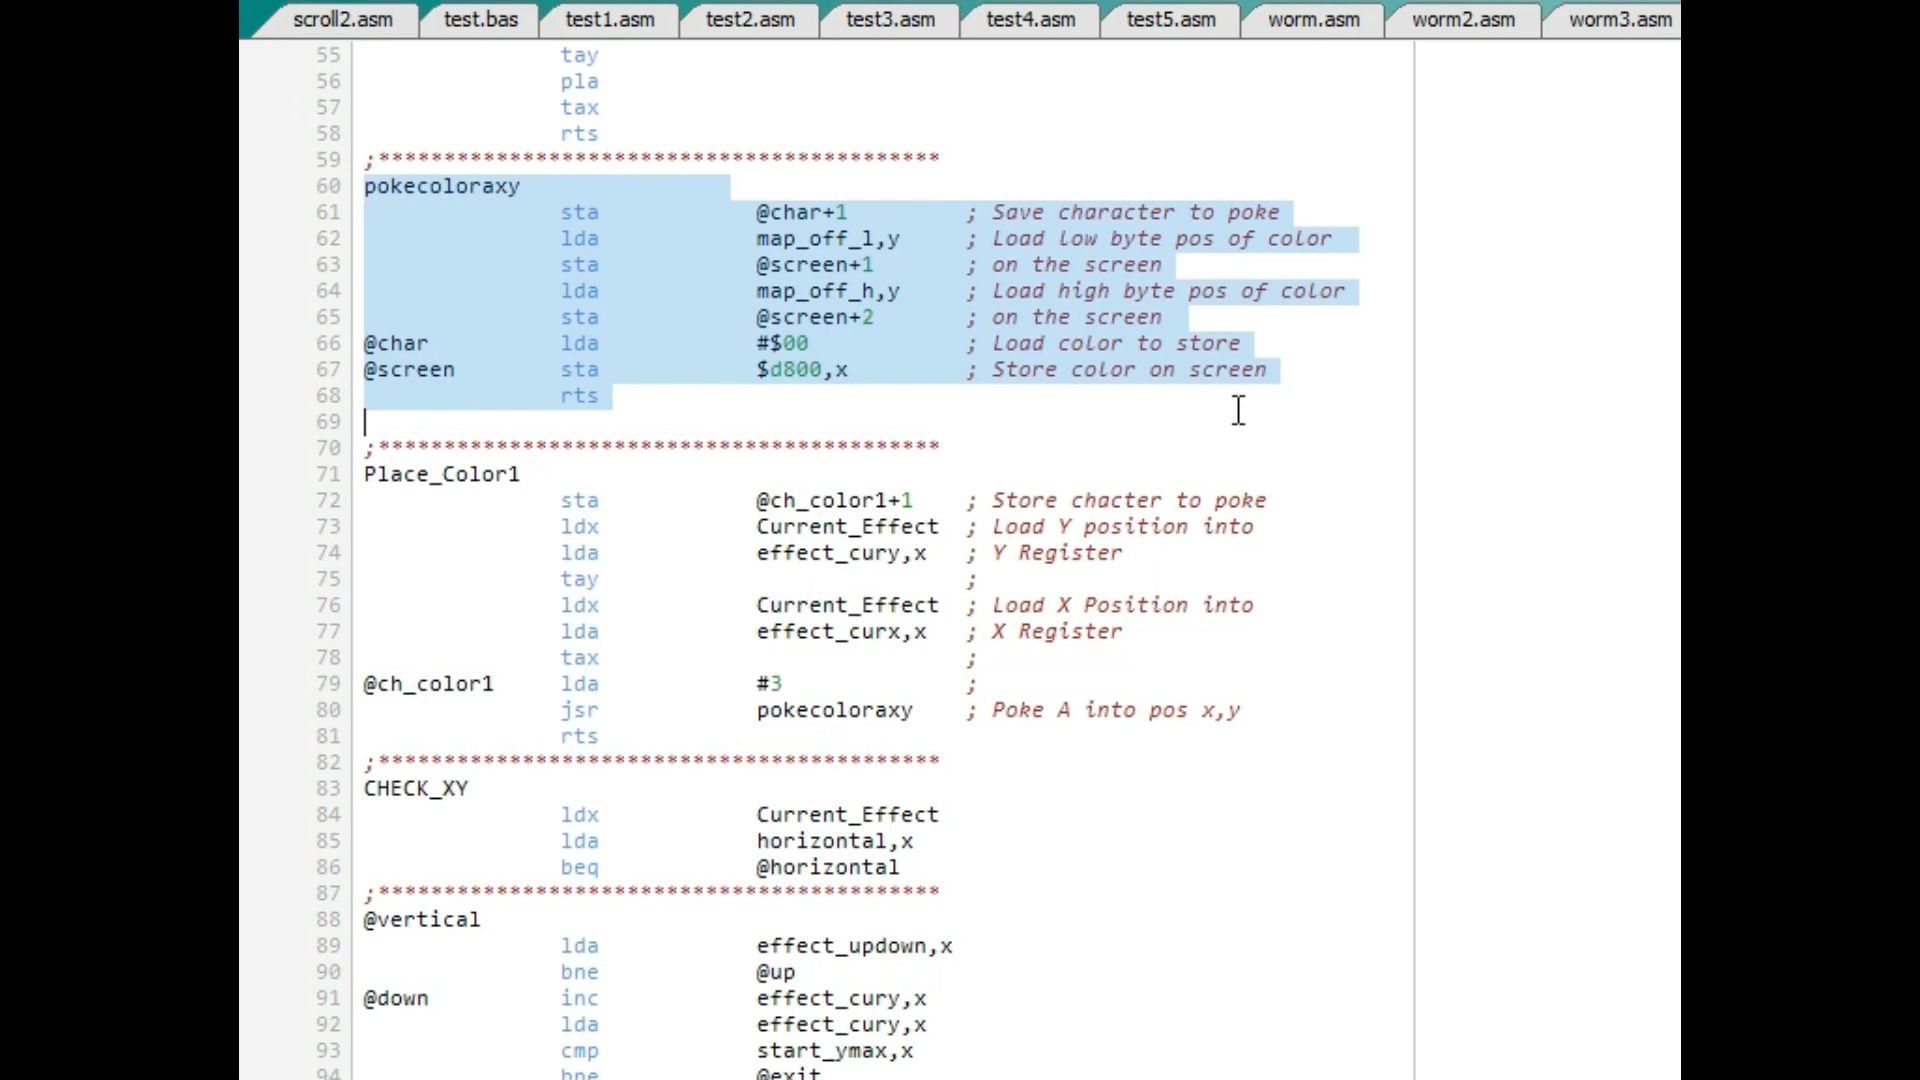 scroll2.asm test.bas test1.asm test2.asm test3.asm test4.asm test5.asm worm.asm worm2.asm worm3.asm
55 tay
56 pla
57 tax
58 rts
59 ;*******************************************
60 pokecoloraxy
61 sta @char+1 ; Save character to poke
62 lda map_off_l,y ; Load low byte pos of color
63 sta @screen+1 ; on the screen
64 lda map_off_h,y ; Load high byte pos of color
65 sta @screen+2 ; on the screen
66 @char lda #$00 ; Load color to store
67 @screen sta $d800,x ; Store color on screen
68 rts
69
70 ;*******************************************
71 Place_Color1
72 sta @ch_color1+1 ; Store chacter to poke
73 ldx Current_Effect ; Load Y position into
74 lda effect_cury,x ; Y Register
75 tay ;
76 ldx Current_Effect ; Load X Position into
77 lda effect_curx,x ; X Register
78 tax ;
79 @ch_color1 lda #3 ;
80 jsr pokecoloraxy ; Poke A into pos x,y
81 rts
82 ;*******************************************
83 CHECK_XY
84 ldx Current_Effect
85 lda horizontal,x
86 beq @horizontal
87 ;*******************************************
88 @vertical
89 lda effect_updown,x
90 bne @up
91 @down inc effect_cury,x
92 lda effect_cury,x
93 cmp start_ymax,x
94 bne @exit